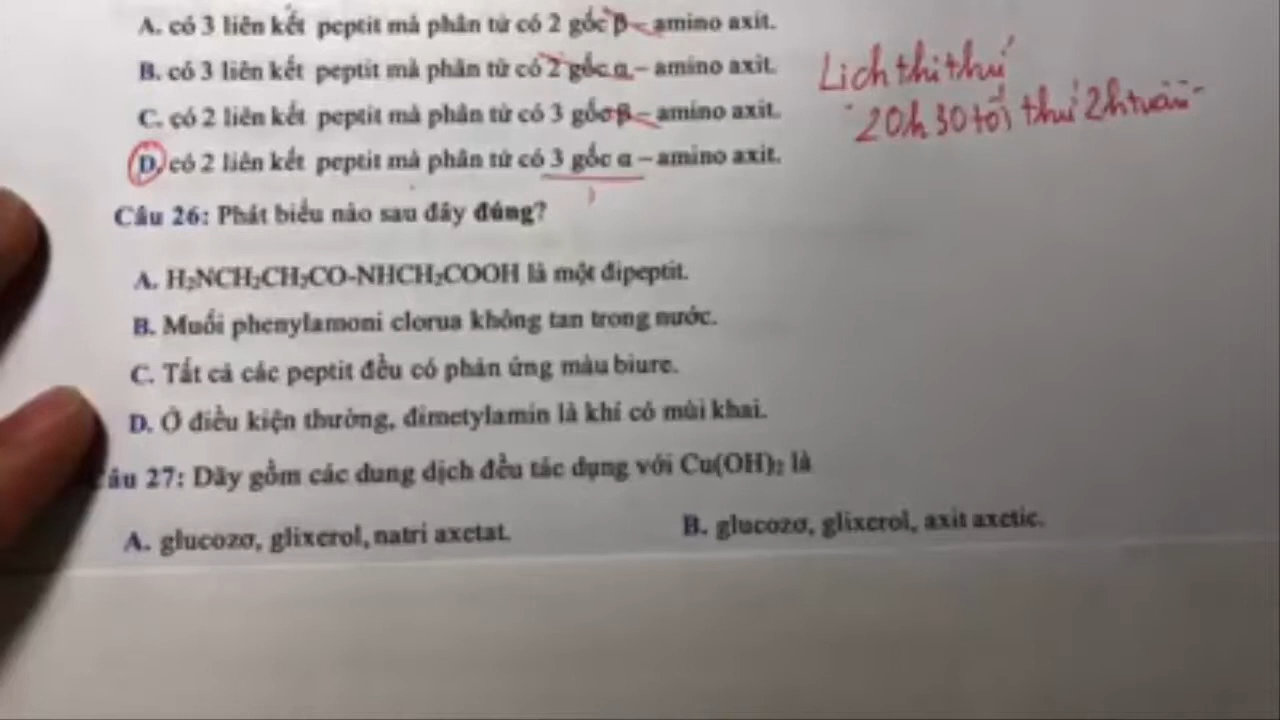 A. có 3 liên kết peptit mà phân tử có 2 gốc β – amino axit.
B. có 3 liên kết peptit mà phân tử có 2 gốc α – amino axit.
C. có 2 liên kết peptit mà phân tử có 3 gốc β – amino axit.
D. có 2 liên kết peptit mà phân tử có 3 gốc α – amino axit.
Lịch thi thử
20h30 tối thứ 2 h tuần
Câu 26: Phát biểu nào sau đây đúng?
A. H₂NCH₂CH₂CO-NHCH₂COOH là một đipeptit.
B. Muối phenylamoni clorua không tan trong nước.
C. Tất cả các peptit đều có phản ứng màu biure.
D. Ở điều kiện thường, đimetylamin là khí có mùi khai.
âu 27: Dãy gồm các dung dịch đều tác dụng với Cu(OH)₂ là
A. glucozơ, glixerol, natri axetat. B. glucozơ, glixerol, axit axetic.